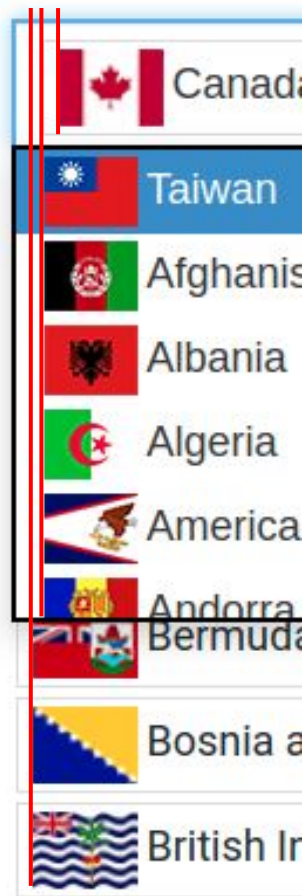 Canada
Taiwan
Afghanis
Albania
Algeria
America
Andorra
Bermuda
Bosnia a
British In